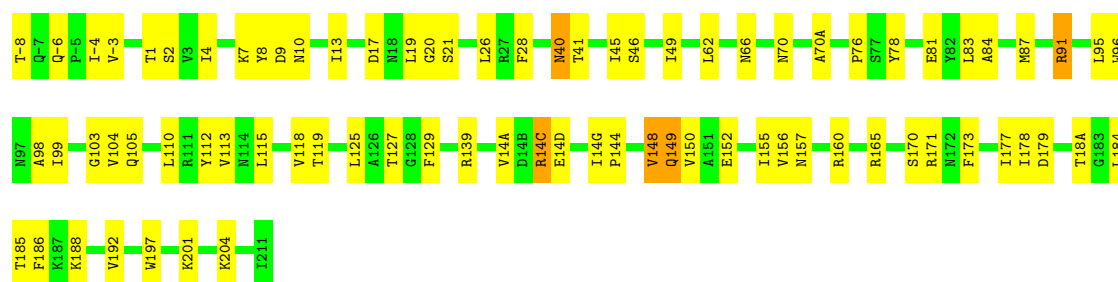 T-8 Q-7 Q-6 P-5 I-4 V-3 T1 S2 V3 I4 K7 Y8 D9 N10 I13 D17 N18 L19 G20 S21 L26 R27 F28 N40 T41 I45 S46 I49 L62 N66 N70 A70A P76 S77 Y78 E81 Y82 L83 A84 M87 R91 L95 W96
N97 A98 I99 G103 V104 Q105 L110 R111 Y112 V113 N114 L115 V118 T119 L125 A126 T127 G128 F129 R139 V14A D14B R14C E14D I14G P144 V148 Q149 V150 A151 E152 I155 V156 N157 R160 R165 S170 R171 N172 F173 I177 I178 D179 T18A G183 L184
T185 F186 K187 K188 V192 W197 K201 K204 I211